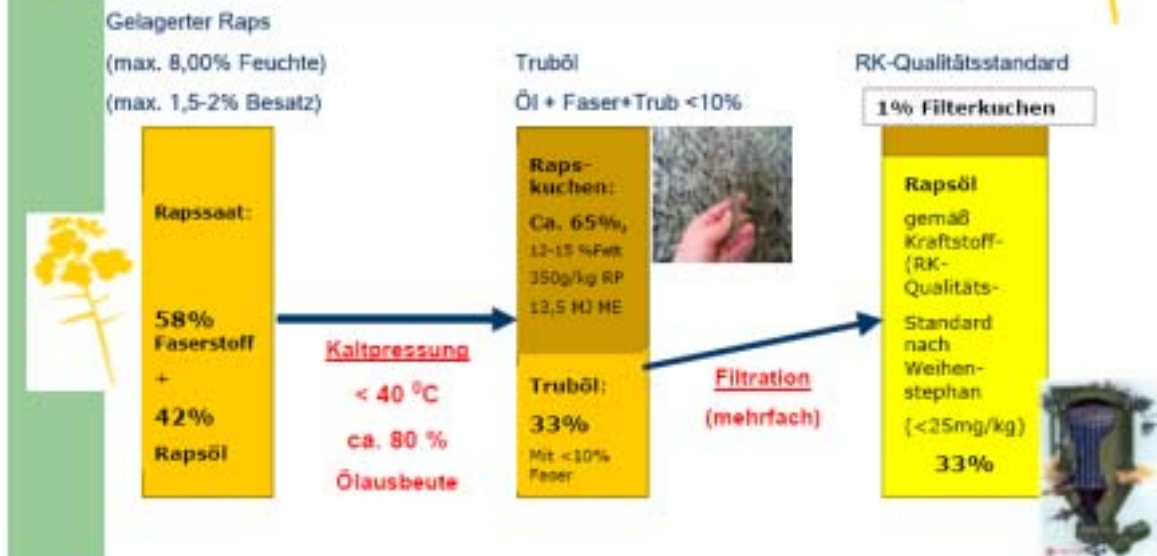 Gelagerter Raps
(max. 8,00% Feuchte)
(max. 1,5-2% Besatz)
Rapssaat:
58%
Faserstoff
+
42%
Rapsöl
Kaltpressung
< 40 ⁰C
ca. 80 %
Ölausbeute
Truböl
Öl + Faser+Trub <10%
Raps-
kuchen:
Ca. 65%,
12-15 %Fett
350g/kg RP
13,5 MJ ME
Truböl:
33%
Mit <10%
Faser
Filtration
(mehrfach)
RK-Qualitätsstandard
1% Filterkuchen
Rapsöl
gemäß
Kraftstoff-
(RK-
Qualitäts-
Standard
nach
Weihen-
stephan
(<25mg/kg)
33%